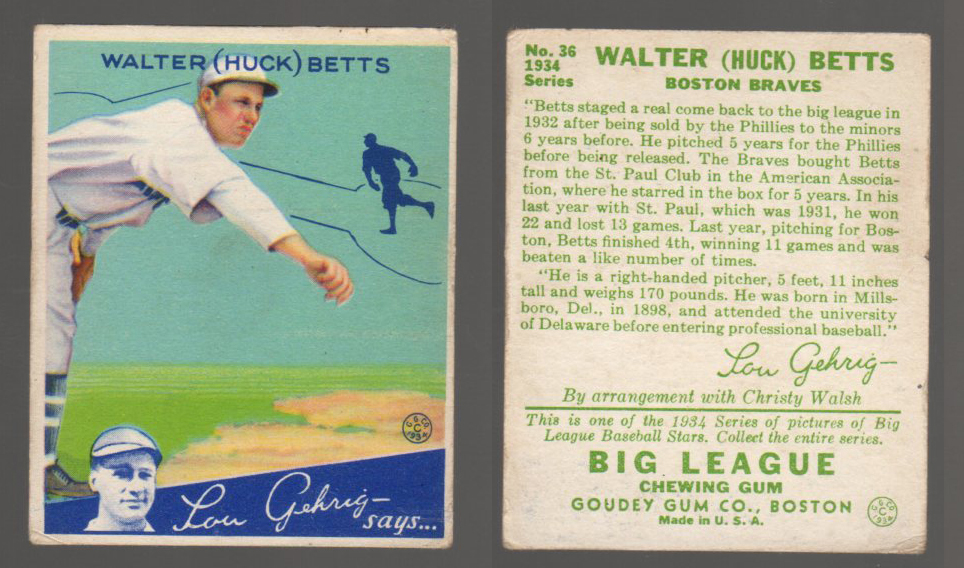 WALTER (HUCK) BETTS
G.G.CO.
C
1934
Lou Gehrig—
says...
No. 36
1934
Series
WALTER (HUCK) BETTS
BOSTON BRAVES
"Betts staged a real come back to the big league in
1932 after being sold by the Phillies to the minors
6 years before. He pitched 5 years for the Phillies
before being released. The Braves bought Betts
from the St. Paul Club in the American Associa-
tion, where he starred in the box for 5 years. In his
last year with St. Paul, which was 1931, he won
22 and lost 13 games. Last year, pitching for Bos-
ton, Betts finished 4th, winning 11 games and was
beaten a like number of times.
"He is a right-handed pitcher, 5 feet, 11 inches
tall and weighs 170 pounds. He was born in Mills-
boro, Del., in 1898, and attended the university
of Delaware before entering professional baseball."
Lou Gehrig—
By arrangement with Christy Walsh
This is one of the 1934 Series of pictures of Big
League Baseball Stars. Collect the entire series.
BIG LEAGUE
CHEWING GUM
GOUDEY GUM CO., BOSTON
Made in U. S. A.
G.G.CO.
C
1934